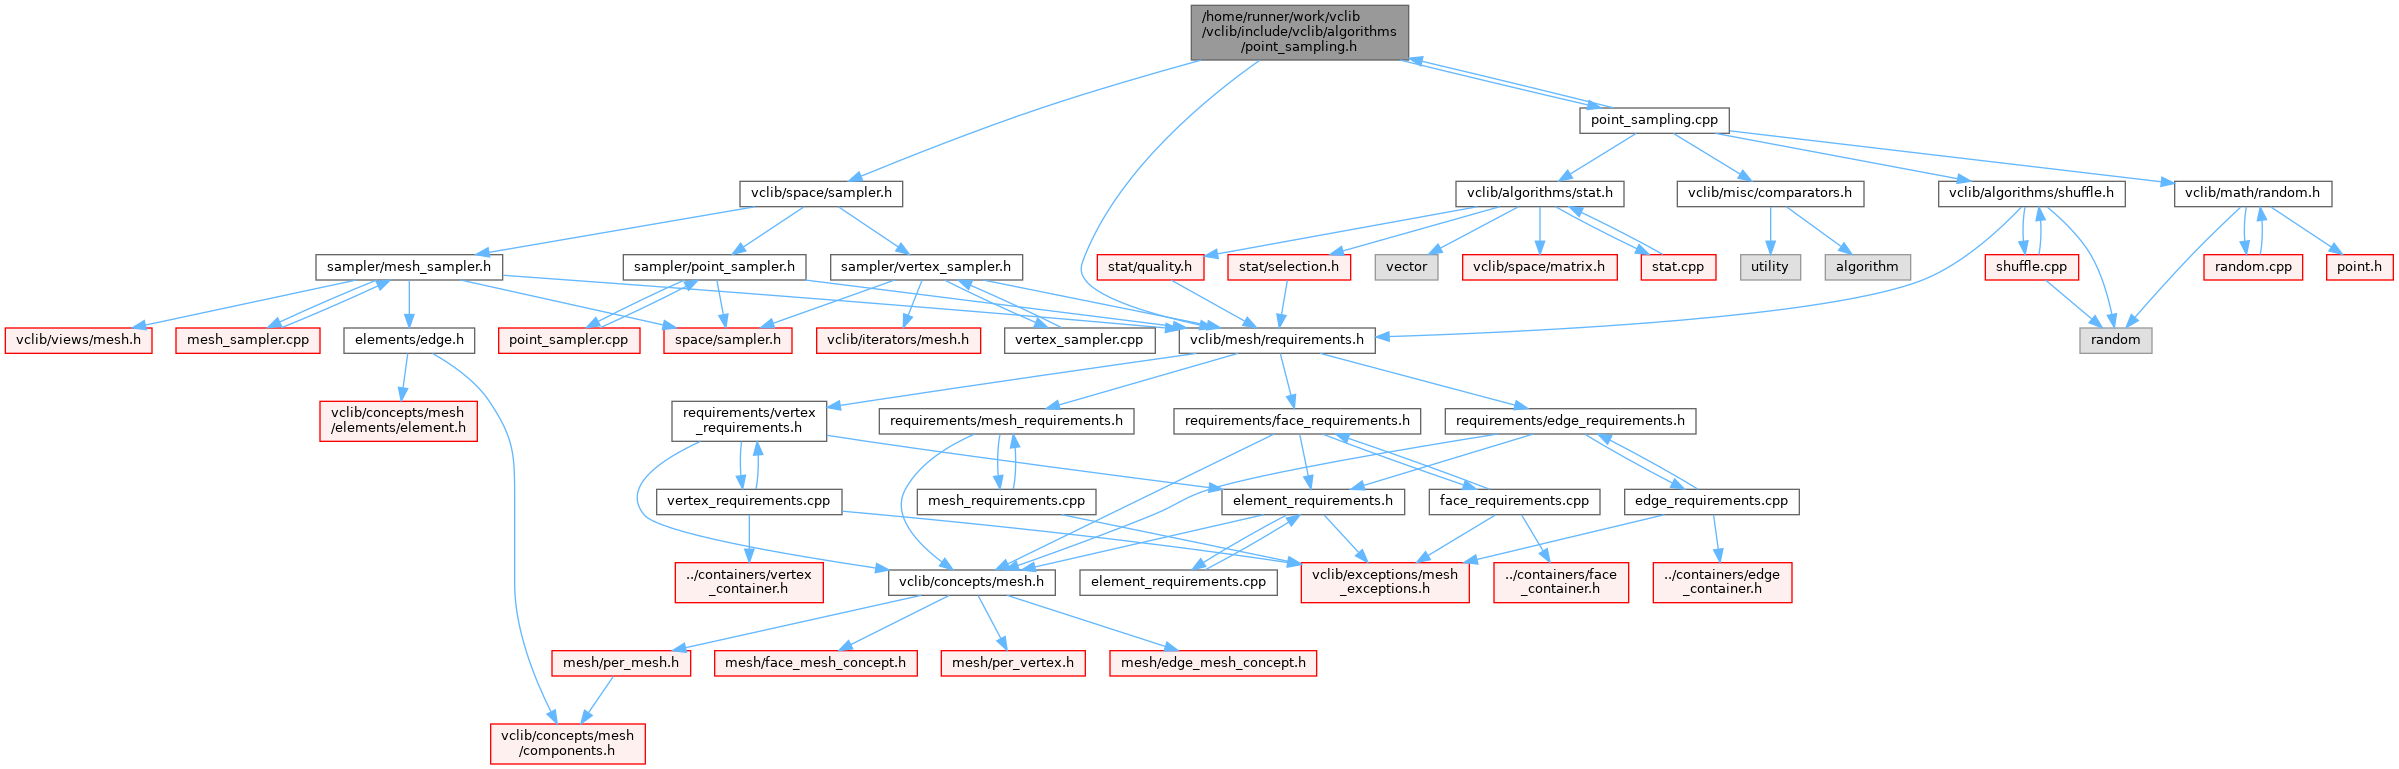 /home/runner/work/vclib
/vclib/include/vclib/algorithms
/point_sampling.h
point_sampling.cpp
vclib/space/sampler.h
vclib/algorithms/stat.h
vclib/misc/comparators.h
vclib/algorithms/shuffle.h
vclib/math/random.h
sampler/mesh_sampler.h
sampler/point_sampler.h
sampler/vertex_sampler.h
stat/quality.h
stat/selection.h
vector
vclib/space/matrix.h
stat.cpp
utility
algorithm
shuffle.cpp
random.cpp
point.h
vclib/views/mesh.h
mesh_sampler.cpp
elements/edge.h
point_sampler.cpp
space/sampler.h
vclib/iterators/mesh.h
vertex_sampler.cpp
vclib/mesh/requirements.h
random
vclib/concepts/mesh
/elements/element.h
requirements/vertex
_requirements.h
requirements/mesh_requirements.h
requirements/face_requirements.h
requirements/edge_requirements.h
vertex_requirements.cpp
mesh_requirements.cpp
element_requirements.h
face_requirements.cpp
edge_requirements.cpp
../containers/vertex
_container.h
vclib/concepts/mesh.h
element_requirements.cpp
vclib/exceptions/mesh
_exceptions.h
../containers/face
_container.h
../containers/edge
_container.h
mesh/per_mesh.h
mesh/face_mesh_concept.h
mesh/per_vertex.h
mesh/edge_mesh_concept.h
vclib/concepts/mesh
/components.h